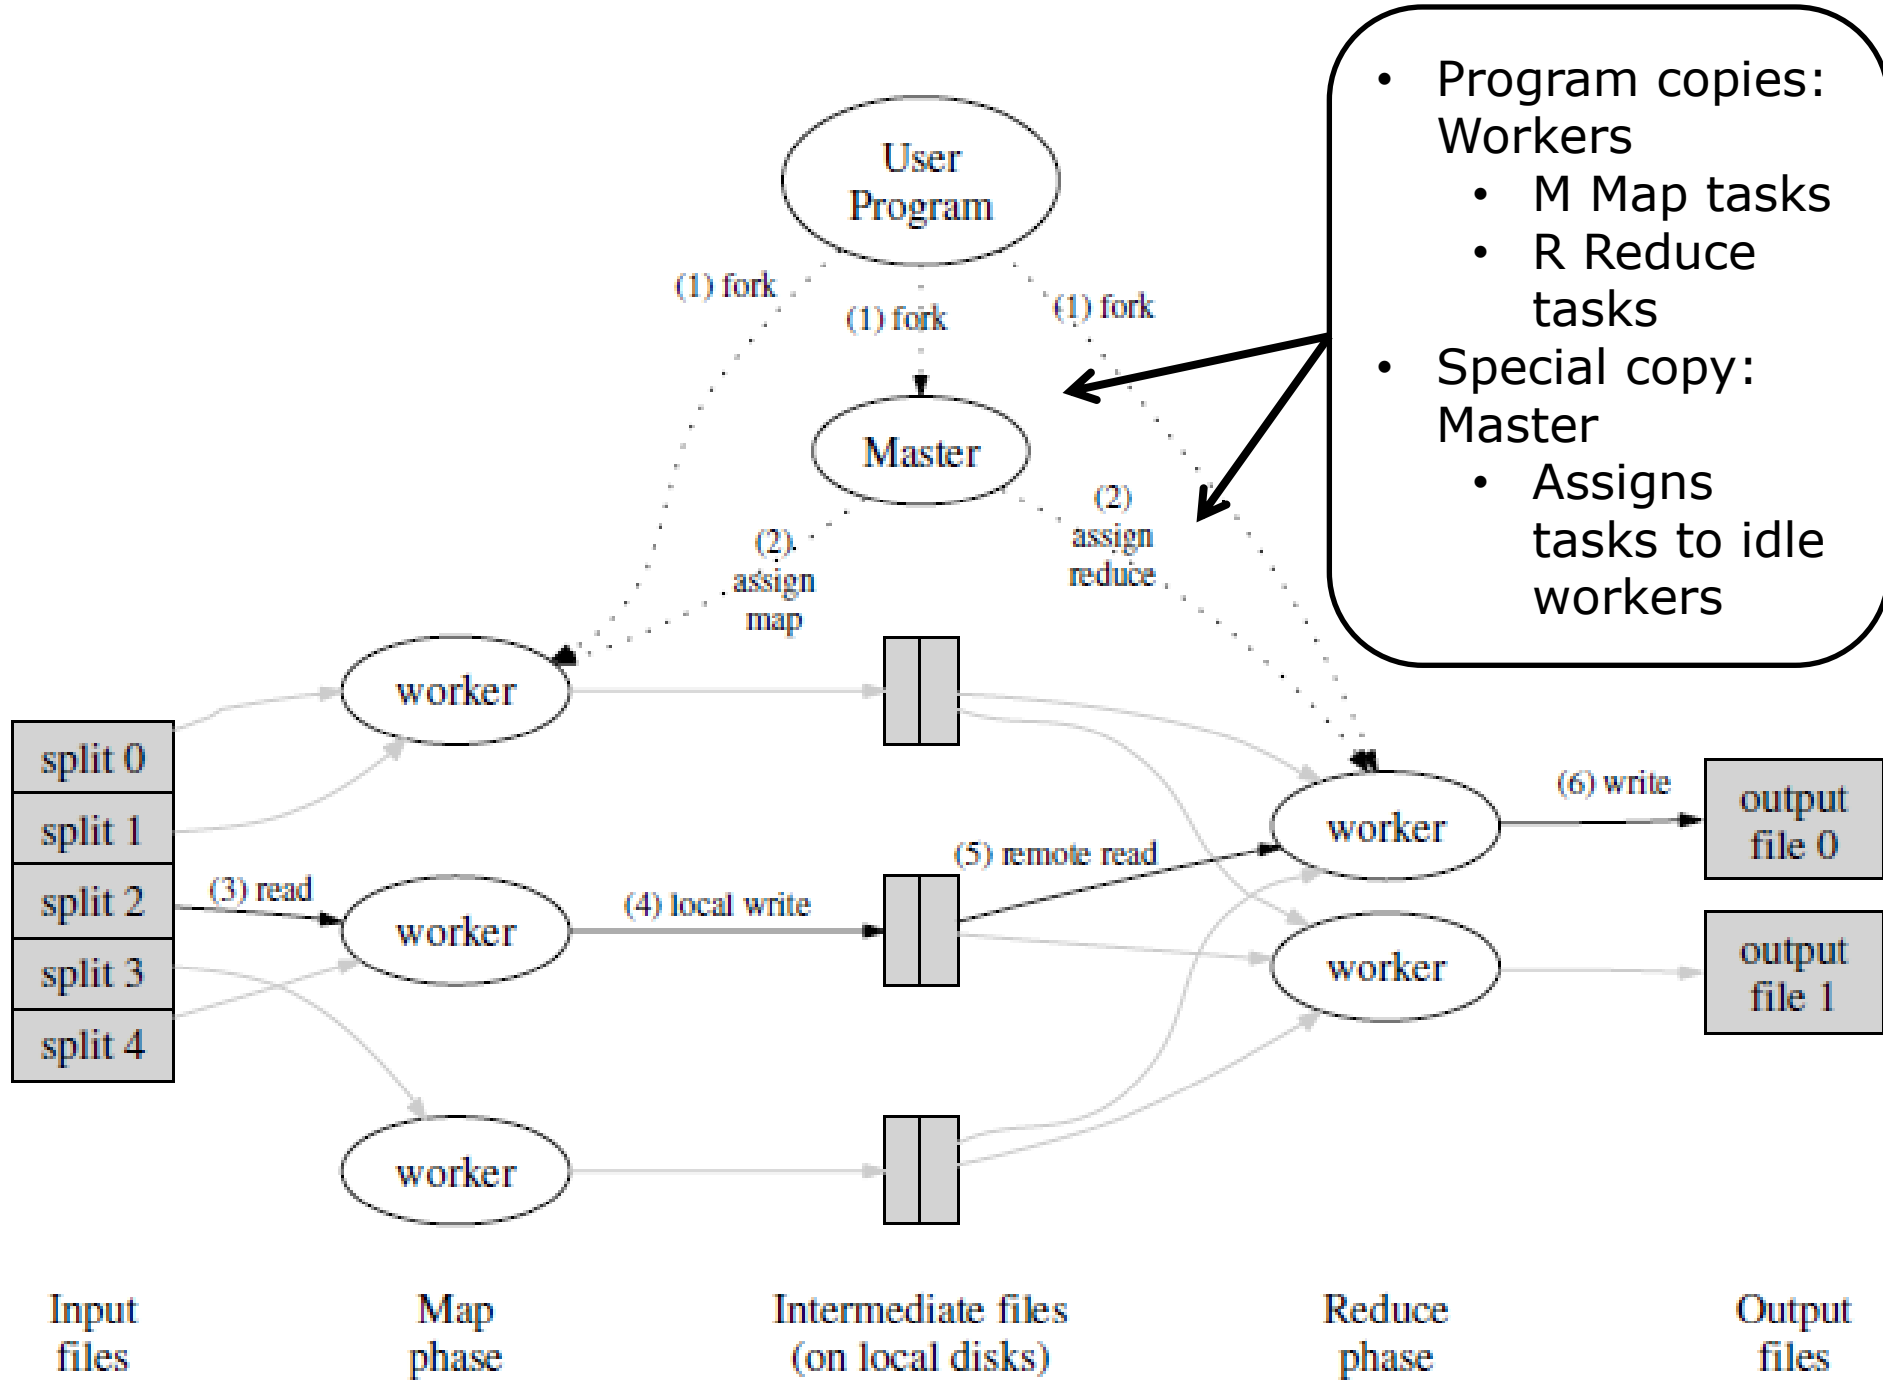 • Program copies:
Workers
• M Map tasks
• R Reduce
tasks
• Special copy:
Master
• Assigns
tasks to idle
workers
User
Program
(1) fork
(1) fork
(1) fork
Master
(2)
assign
map
(2)
assign
reduce
split 0
split 1
split 2
split 3
split 4
(3) read
worker
worker
worker
(4) local write
(5) remote read
worker
worker
(6) write
output
file 0
output
file 1
Input
files
Map
phase
Intermediate files
(on local disks)
Reduce
phase
Output
files